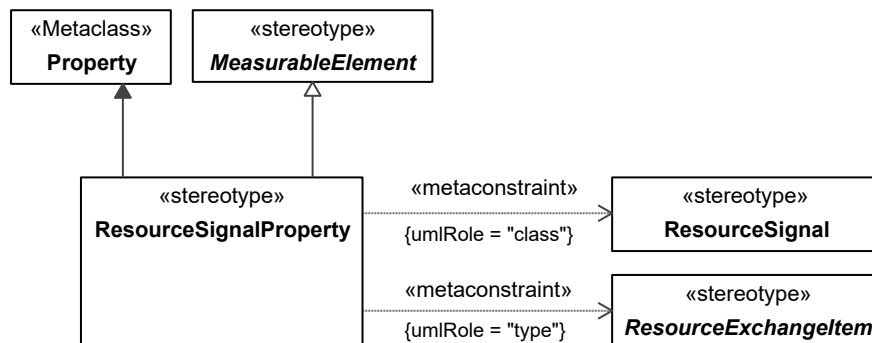 «Metaclass»
Property
«stereotype»
MeasurableElement
«stereotype»
ResourceSignalProperty
«metaconstraint»
{umlRole = "class"}
«stereotype»
ResourceSignal
«metaconstraint»
{umlRole = "type"}
«stereotype»
ResourceExchangeItem